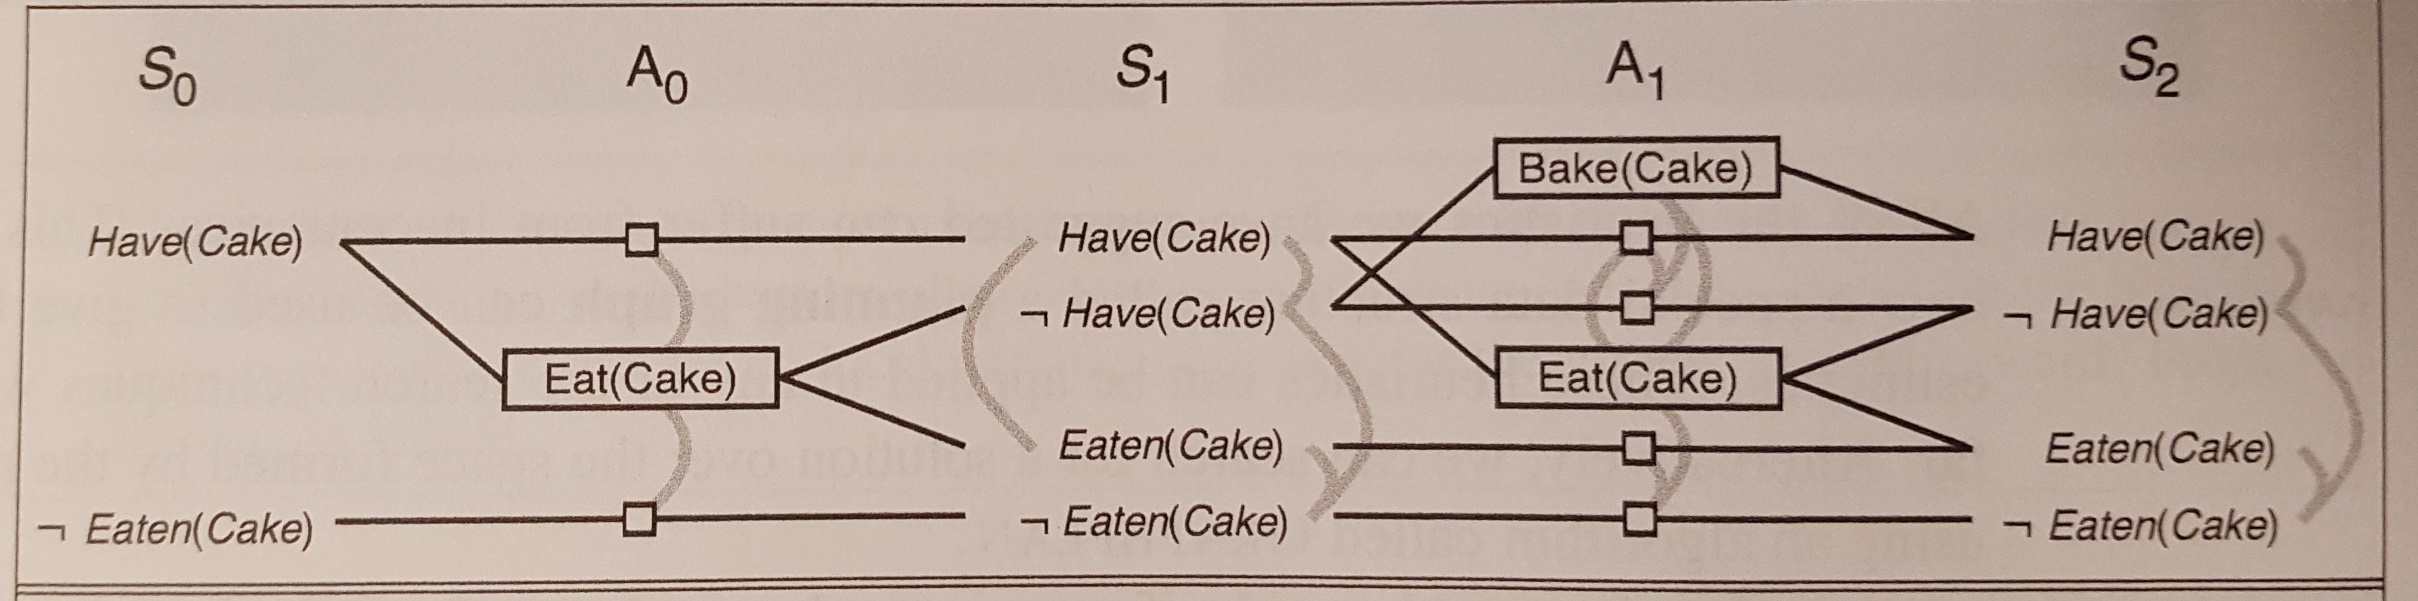 S0 A0 S1 A1 S2
Bake(Cake)
Have(Cake) Have(Cake) Have(Cake)
¬ Have(Cake) ¬ Have(Cake)
Eat(Cake) Eat(Cake)
Eaten(Cake) Eaten(Cake)
¬ Eaten(Cake) ¬ Eaten(Cake) ¬ Eaten(Cake)